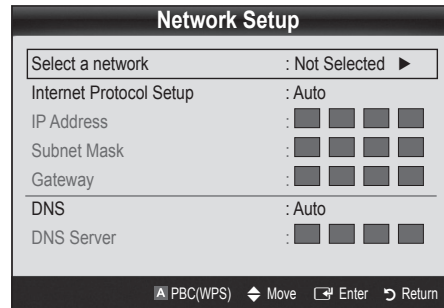 Network Setup
Select a network : Not Selected ▶
Internet Protocol Setup : Auto
IP Address :
Subnet Mask :
Gateway :
DNS : Auto
DNS Server :
A PBC(WPS) Move Enter Return